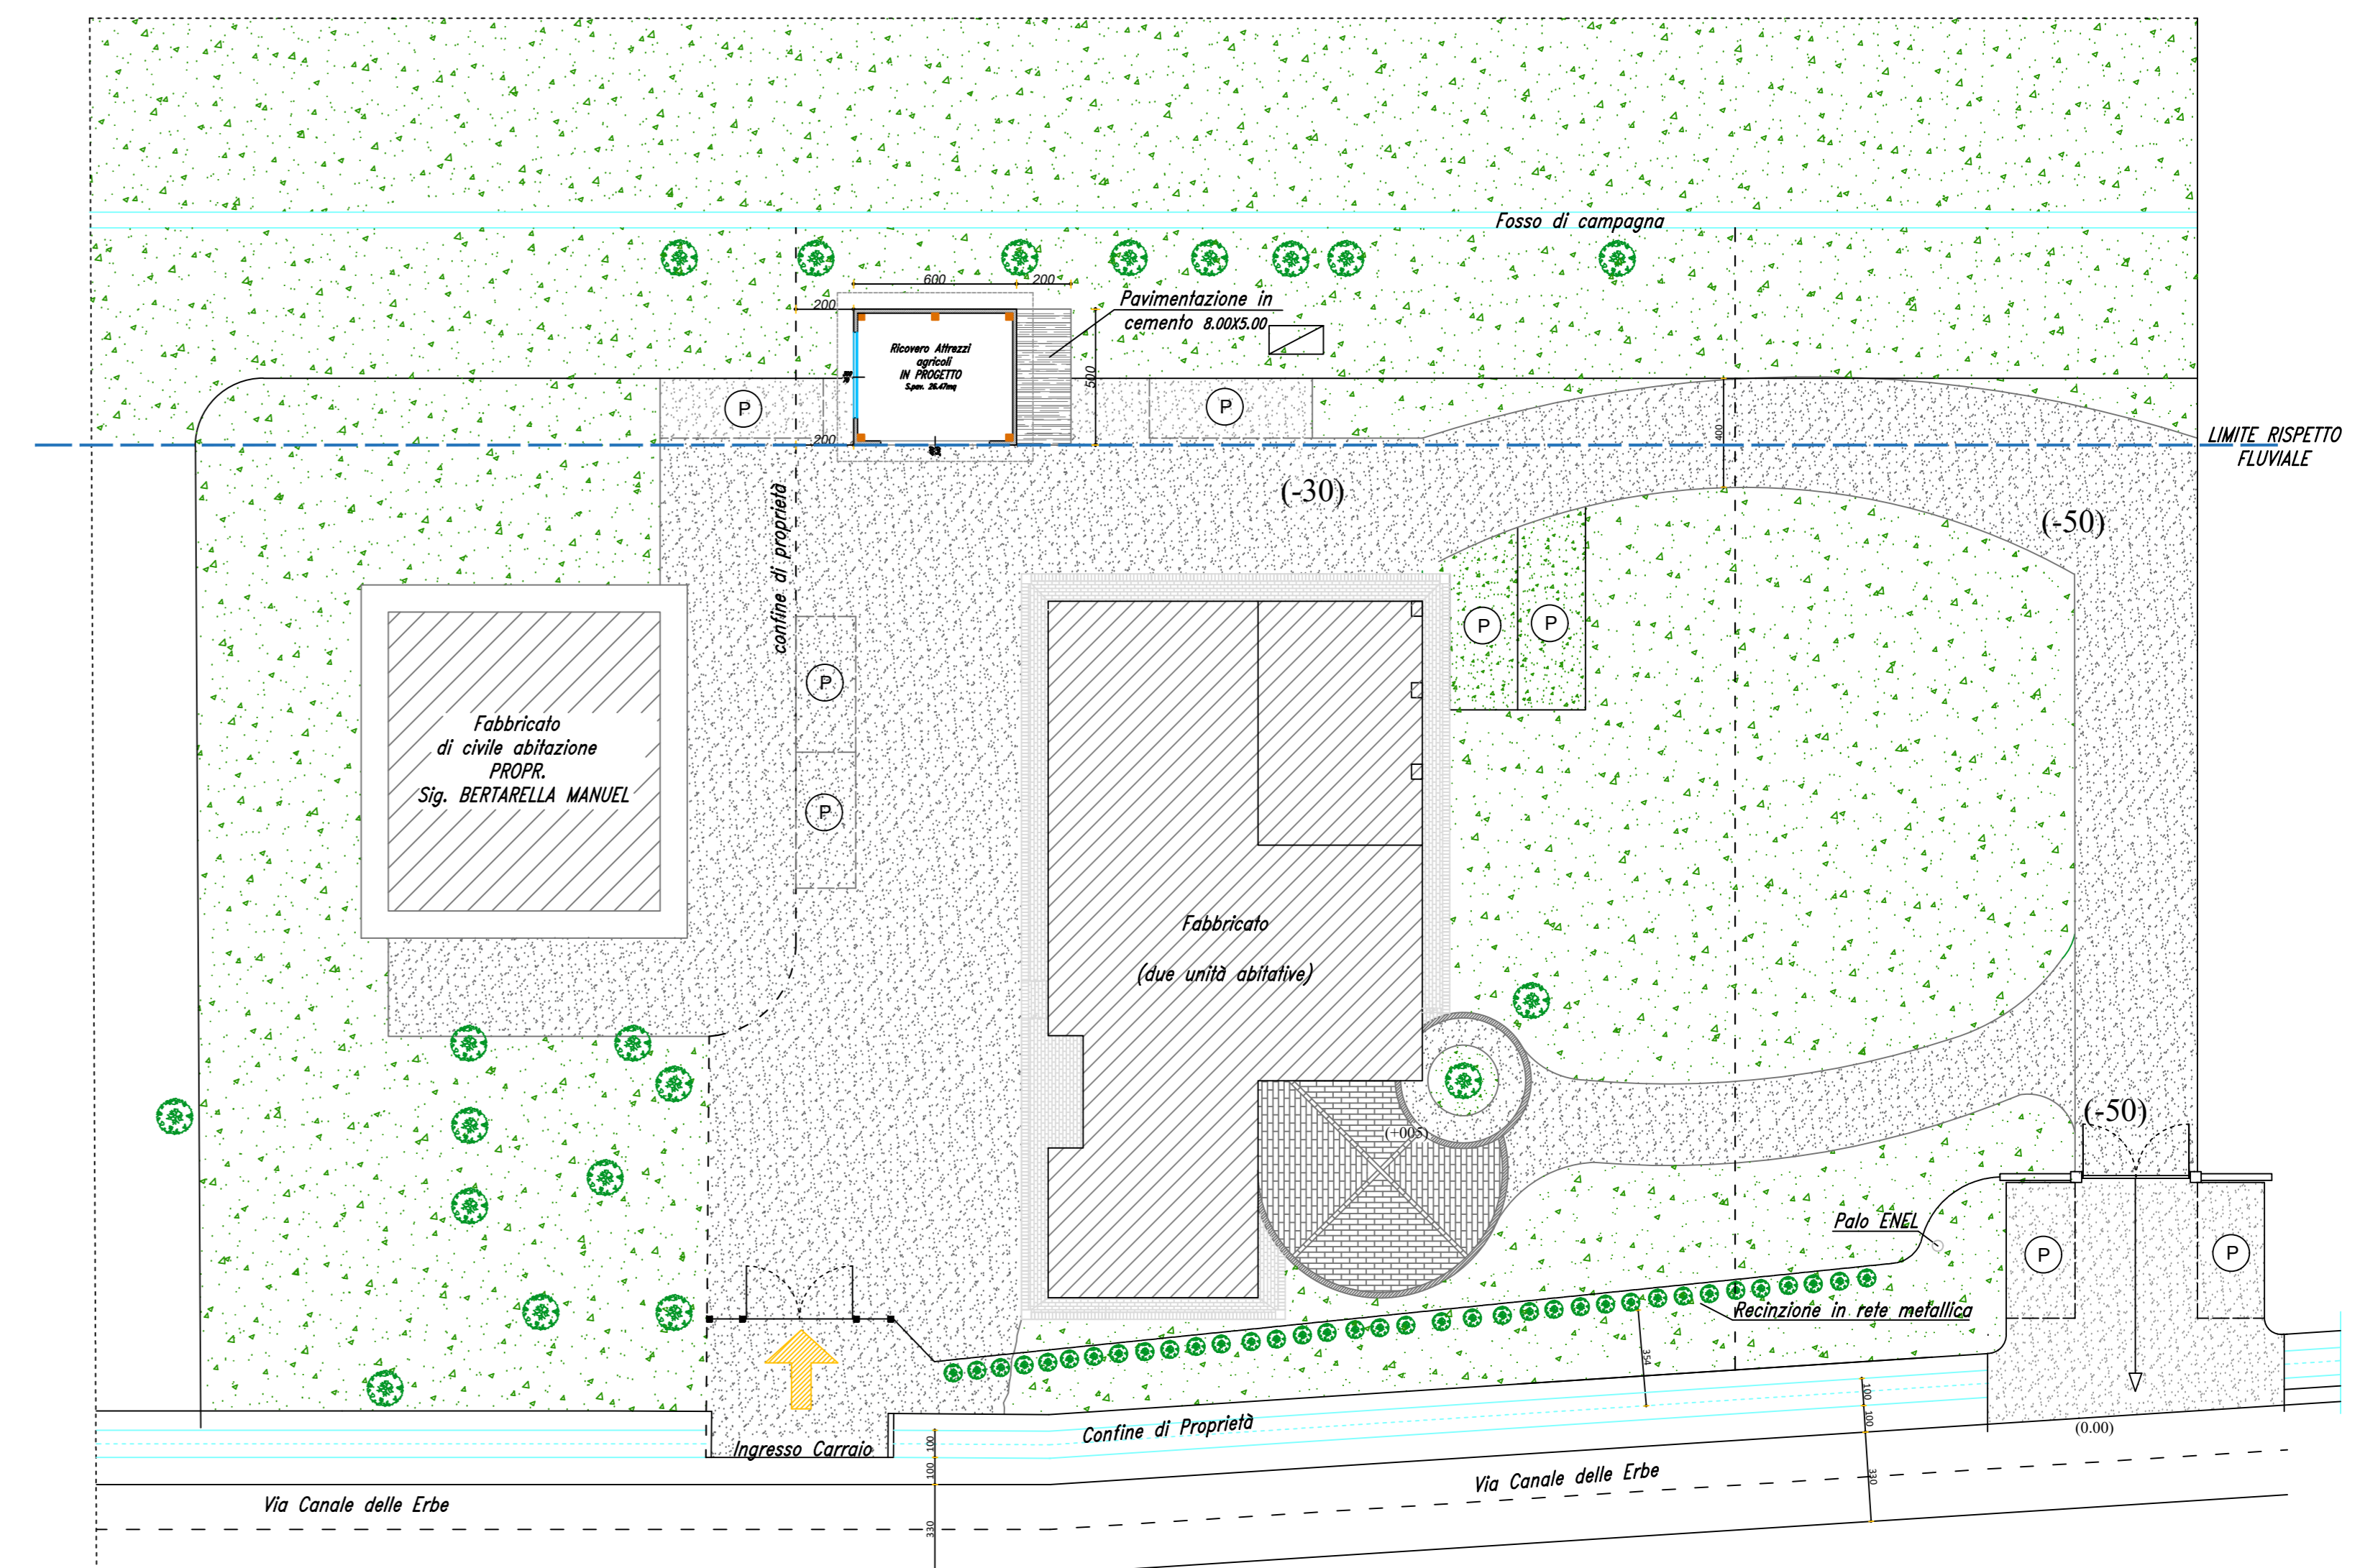 Fosso di campagna
600
200
200
Pavimentazione in
cemento 8.00X5.00
Ricovero Attrezzi
agricoli
IN PROGETTO
S.pav. 26.47mq
500
P
P
400
200
LIMITE RISPETTO
FLUVIALE
(-30)
(-50)
confine di proprietà
P
P
P
P
Fabbricato
di civile abitazione
PROPR.
Sig. BERTARELLA MANUEL
Fabbricato
(due unità abitative)
(-50)
(+005)
Palo ENEL
P
P
Recinzione in rete metallica
354
100
100
330
Confine di Proprietà
(0.00)
Ingresso Carraio
100
100
330
Via Canale delle Erbe
Via Canale delle Erbe